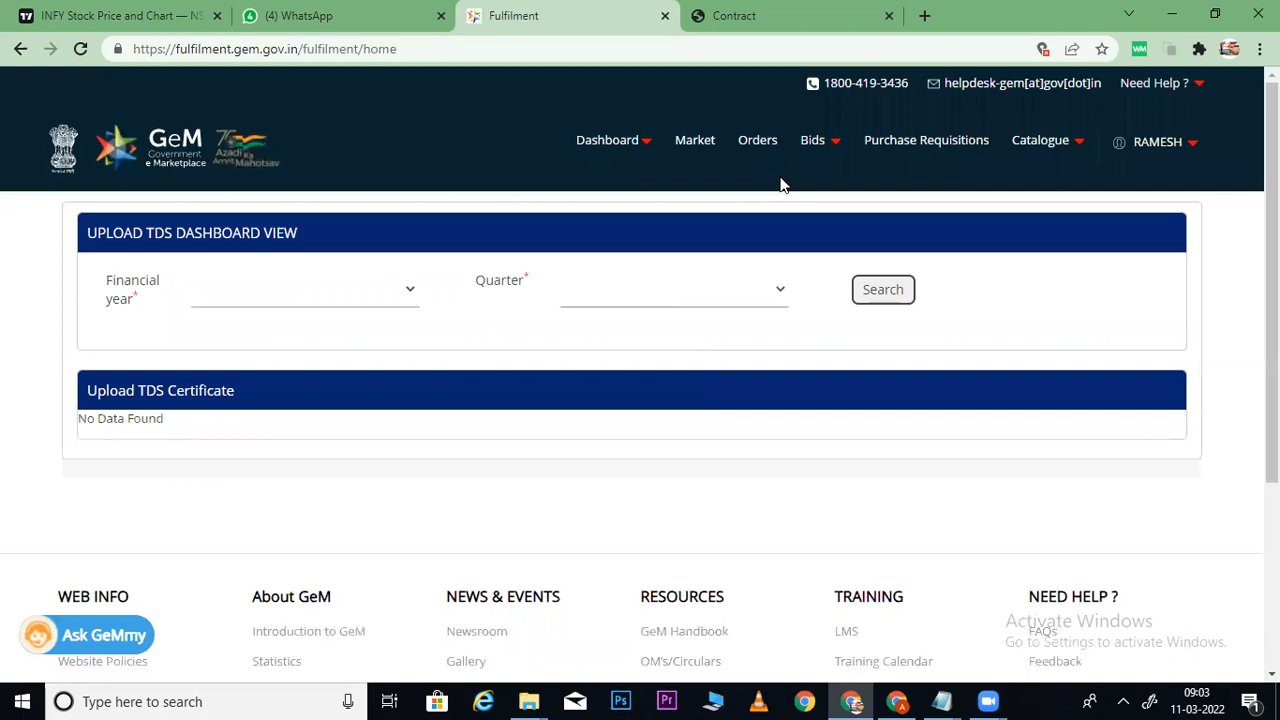 INFY Stock Price and Chart — NS
(4) WhatsApp
Fulfilment
Contract
https://fulfilment.gem.gov.in/fulfilment/home
1800-419-3436
helpdesk-gem[at]gov[dot]in
Need Help ?
GeM
Government
e Marketplace
75
Azadi Ka
Amrit Mahotsav
Dashboard
Market
Orders
Bids
Purchase Requisitions
Catalogue
RAMESH
UPLOAD TDS DASHBOARD VIEW
Financial
year*
Quarter*
Search
Upload TDS Certificate
No Data Found
WEB INFO
About GeM
NEWS & EVENTS
RESOURCES
TRAINING
NEED HELP ?
Ask GeMmy
Introduction to GeM
Newsroom
GeM Handbook
LMS
FAQs
Website Policies
Statistics
Gallery
OM's/Circulars
Training Calendar
Feedback
Activate Windows
Go to Settings to activate Windows.
Type here to search
09:03
11-03-2022